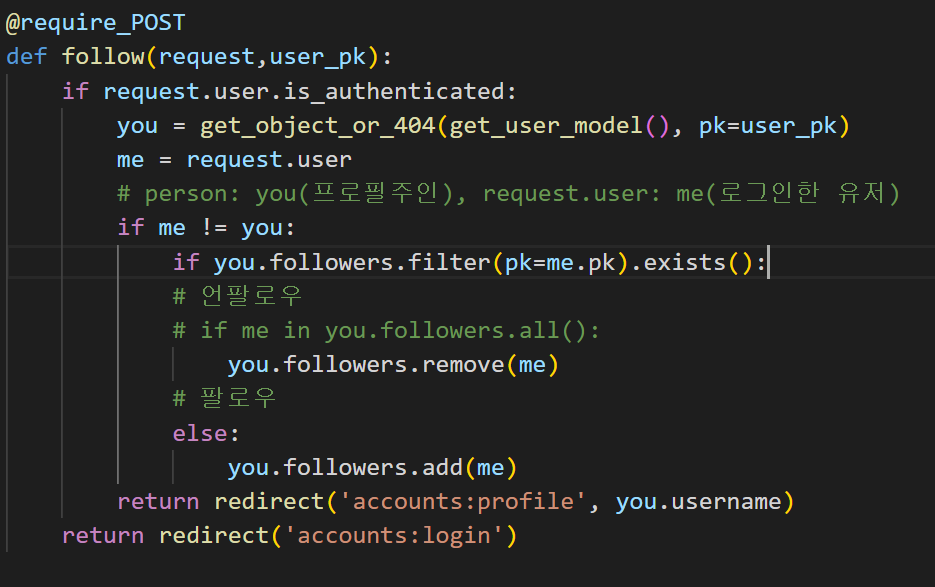 @require_POST
def follow(request,user_pk):
    if request.user.is_authenticated:
        you = get_object_or_404(get_user_model(), pk=user_pk)
        me = request.user
        # person: you(프로필주인), request.user: me(로그인한 유저)
        if me != you:
            if you.followers.filter(pk=me.pk).exists():
            # 언팔로우
            # if me in you.followers.all():
                you.followers.remove(me)
            # 팔로우
            else:
                you.followers.add(me)
        return redirect('accounts:profile', you.username)
    return redirect('accounts:login')